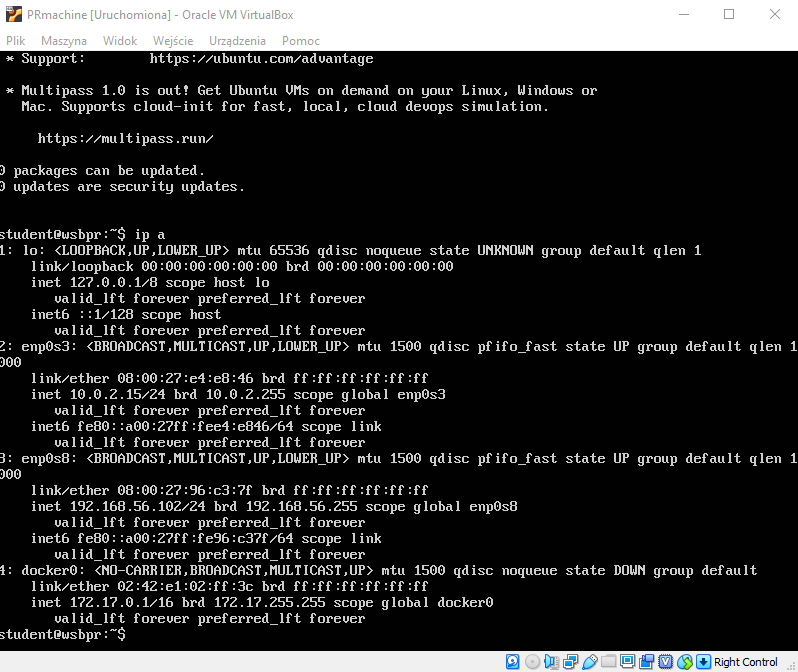 PRmachine [Uruchomiona] - Oracle VM VirtualBox
Plik Maszyna Widok Wejście Urządzenia Pomoc
* Support: https://ubuntu.com/advantage
* Multipass 1.0 is out! Get Ubuntu VMs on demand on your Linux, Windows or
Mac. Supports cloud-init for fast, local, cloud devops simulation.
https://multipass.run/
0 packages can be updated.
0 updates are security updates.
student@wsbpr:~$ ip a
1: lo: <LOOPBACK,UP,LOWER_UP> mtu 65536 qdisc noqueue state UNKNOWN group default qlen 1
link/loopback 00:00:00:00:00:00 brd 00:00:00:00:00:00
inet 127.0.0.1/8 scope host lo
valid_lft forever preferred_lft forever
inet6 ::1/128 scope host
valid_lft forever preferred_lft forever
2: enp0s3: <BROADCAST,MULTICAST,UP,LOWER_UP> mtu 1500 qdisc pfifo_fast state UP group default qlen 1
000
link/ether 08:00:27:e4:e8:46 brd ff:ff:ff:ff:ff:ff
inet 10.0.2.15/24 brd 10.0.2.255 scope global enp0s3
valid_lft forever preferred_lft forever
inet6 fe80::a00:27ff:fee4:e846/64 scope link
valid_lft forever preferred_lft forever
3: enp0s8: <BROADCAST,MULTICAST,UP,LOWER_UP> mtu 1500 qdisc pfifo_fast state UP group default qlen 1
000
link/ether 08:00:27:96:c3:7f brd ff:ff:ff:ff:ff:ff
inet 192.168.56.102/24 brd 192.168.56.255 scope global enp0s8
valid_lft forever preferred_lft forever
inet6 fe80::a00:27ff:fe96:c37f/64 scope link
valid_lft forever preferred_lft forever
4: docker0: <NO-CARRIER,BROADCAST,MULTICAST,UP> mtu 1500 qdisc noqueue state DOWN group default
link/ether 02:42:e1:02:ff:3c brd ff:ff:ff:ff:ff:ff
inet 172.17.0.1/16 brd 172.17.255.255 scope global docker0
valid_lft forever preferred_lft forever
student@wsbpr:~$
Right Control